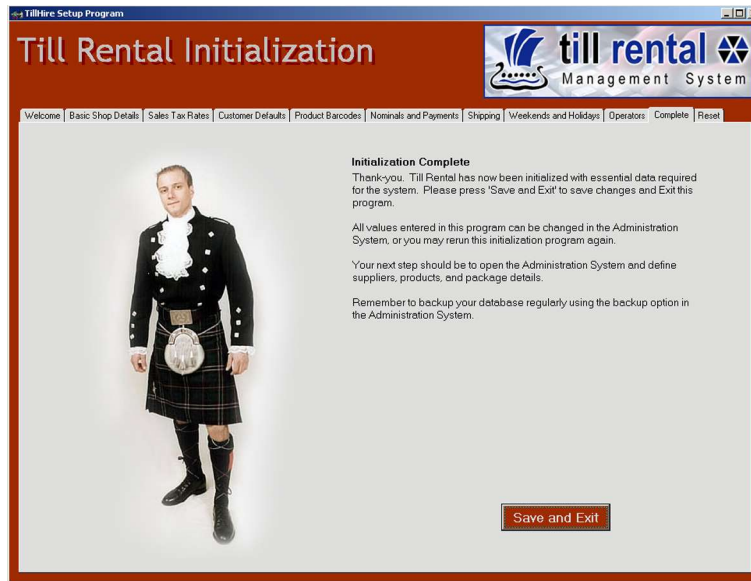 TillHire Setup Program
Till Rental Initialization
till rental
Management System
Welcome Basic Shop Details Sales Tax Rates Customer Defaults Product Barcodes Nominals and Payments Shipping Weekends and Holidays Operators Complete Reset
Initialization Complete
Thank-you. Till Rental has now been initialized with essential data required
for the system. Please press 'Save and Exit' to save changes and Exit this
program.
All values entered in this program can be changed in the Administration
System, or you may rerun this initialization program again.
Your next step should be to open the Administration System and define
suppliers, products, and package details.
Remember to backup your database regularly using the backup option in
the Administration System.
Save and Exit